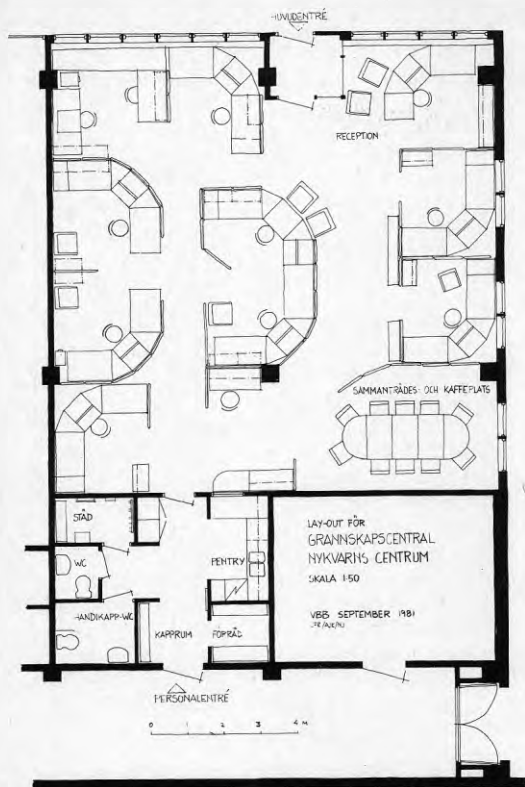 HUVUDENTRÉ
RECEPTION
SAMMANTRÄDES- OCH KAFFEPLATS
STÄD
WC
PENTRY
HANDIKAPP-WC
KAPPRUM
FÖRRÅD
LAY-OUT FÖR
GRANNSKAPSCENTRAL
NYKVARNS CENTRUM
SKALA 1:50
VBB SEPTEMBER 1981
PERSONALENTRÉ
0 1 2 3 4 M